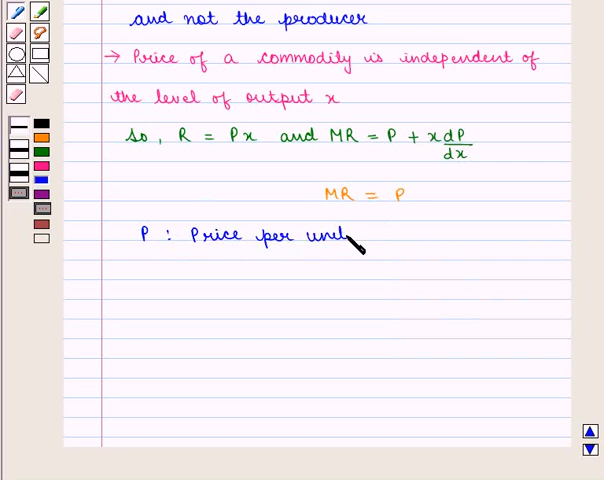 and not the producer
→ Price of a commodity is independent of
the level of output x
So, R = Px and MR = P + x dP/dx
MR = P
P : Price per unit